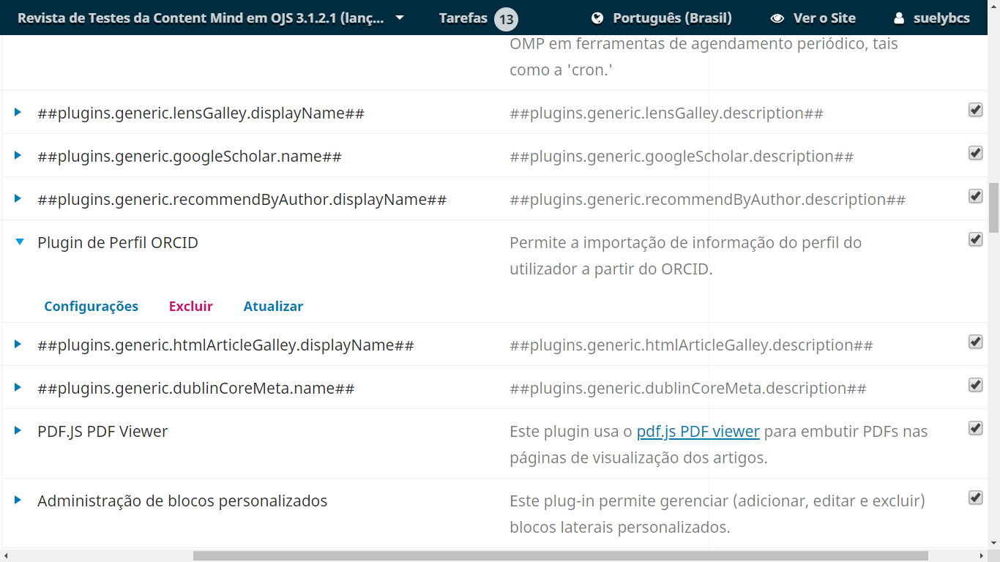 Revista de Testes da Content Mind em OJS 3.1.2.1 (lanç... Tarefas 13 Português (Brasil) Ver o Site suelybcs
OMP em ferramentas de agendamento periódico, tais
como a 'cron.'
##plugins.generic.lensGalley.displayName## ##plugins.generic.lensGalley.description##
##plugins.generic.googleScholar.name## ##plugins.generic.googleScholar.description##
##plugins.generic.recommendByAuthor.displayName## ##plugins.generic.recommendByAuthor.description##
Plugin de Perfil ORCID Permite a importação de informação do perfil do
utilizador a partir do ORCID.
Configurações Excluir Atualizar
##plugins.generic.htmlArticleGalley.displayName## ##plugins.generic.htmlArticleGalley.description##
##plugins.generic.dublinCoreMeta.name## ##plugins.generic.dublinCoreMeta.description##
PDF.JS PDF Viewer Este plugin usa o pdf.js PDF viewer para embutir PDFs nas
páginas de visualização dos artigos.
Administração de blocos personalizados Este plug-in permite gerenciar (adicionar, editar e excluir)
blocos laterais personalizados.